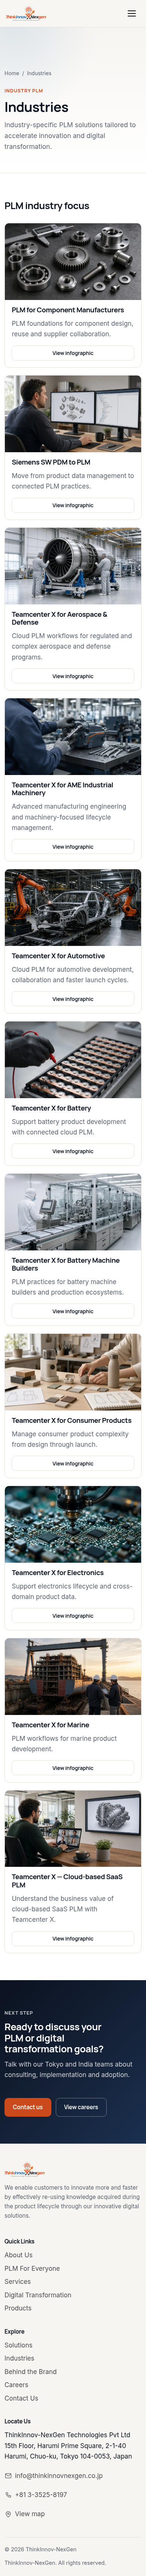 ThinkInnovNexGen
Home / Industries
INDUSTRY PLM
Industries
Industry-specific PLM solutions tailored to
accelerate innovation and digital
transformation.
PLM industry focus
PLM for Component Manufacturers
PLM foundations for component design,
reuse and supplier collaboration.
View infographic
Siemens SW PDM to PLM
Move from product data management to
connected PLM practices.
View infographic
Teamcenter X for Aerospace &
Defense
Cloud PLM workflows for regulated and
complex aerospace and defense
programs.
View infographic
Teamcenter X for AME Industrial
Machinery
Advanced manufacturing engineering
and machinery-focused lifecycle
management.
View infographic
Teamcenter X for Automotive
Cloud PLM for automotive development,
collaboration and faster launch cycles.
View infographic
Teamcenter X for Battery
Support battery product development
with connected cloud PLM.
View infographic
Teamcenter X for Battery Machine
Builders
PLM practices for battery machine
builders and production ecosystems.
View infographic
Teamcenter X for Consumer Products
Manage consumer product complexity
from design through launch.
View infographic
Teamcenter X for Electronics
Support electronics lifecycle and cross-
domain product data.
View infographic
Teamcenter X for Marine
PLM workflows for marine product
development.
View infographic
Teamcenter X — Cloud-based SaaS
PLM
Understand the business value of
cloud-based SaaS PLM with
Teamcenter X.
View infographic
NEXT STEP
Ready to discuss your
PLM or digital
transformation goals?
Talk with our Tokyo and India teams about
consulting, implementation and adoption.
Contact us
View careers
ThinkInnovNexGen
We enable customers to innovate more and faster
by effectively re-using knowledge acquired during
the product lifecycle through our innovative digital
solutions.
Quick Links
About Us
PLM For Everyone
Services
Digital Transformation
Products
Explore
Solutions
Industries
Behind the Brand
Careers
Contact Us
Locate Us
ThinkInnov-NexGen Technologies Pvt Ltd
15th Floor, Harumi Prime Square, 2-1-40
Harumi, Chuo-ku, Tokyo 104-0053, Japan
info@thinkinnovnexgen.co.jp
+81 3-3525-8197
View map
© 2026 ThinkInnov-NexGen
ThinkInnov-NexGen. All rights reserved.